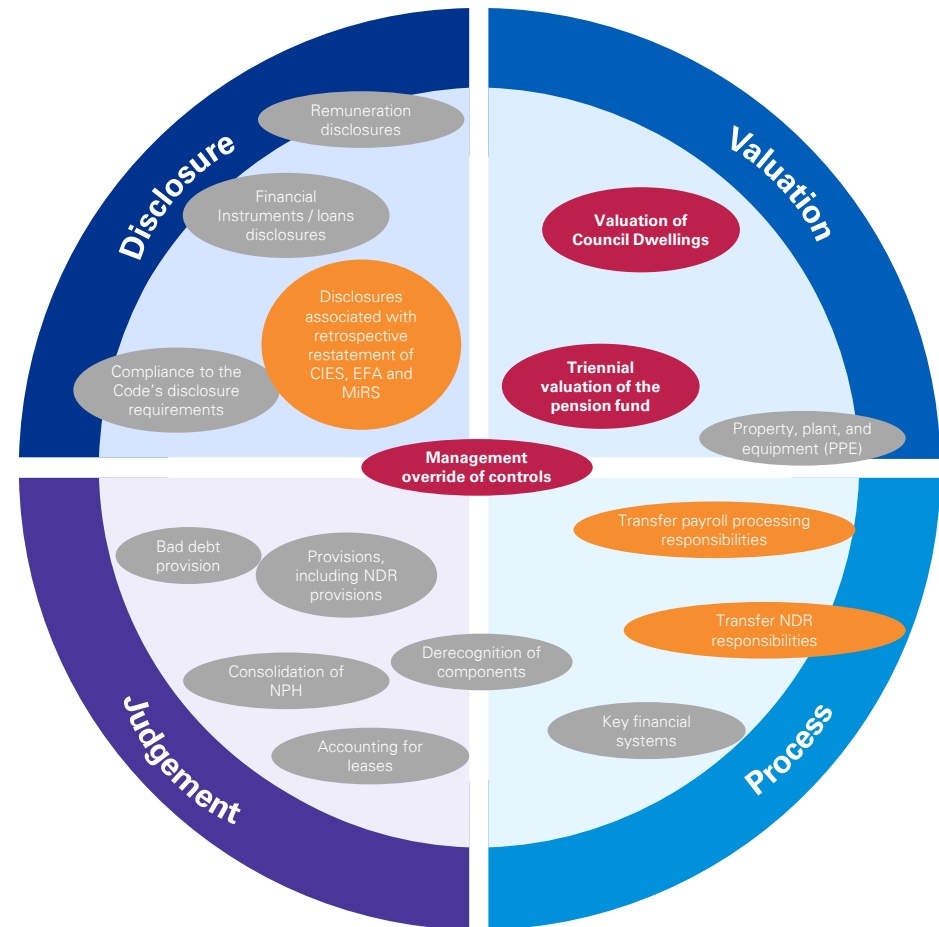 Disclosure
Remuneration
disclosures
Financial
Instruments / loans
disclosures
Disclosures
associated with
retrospective
restatement of
CIES, EFA and
MiRS
Compliance to the
Code's disclosure
requirements
Valuation
Valuation of
Council Dwellings
Triennial
valuation of the
pension fund
Property, plant, and
equipment (PPE)
Management
override of controls
Judgement
Bad debt
provision
Provisions,
including NDR
provisions
Consolidation of
NPH
Derecognition of
components
Accounting for
leases
Process
Transfer payroll processing
responsibilities
Transfer NDR
responsibilities
Key financial
systems